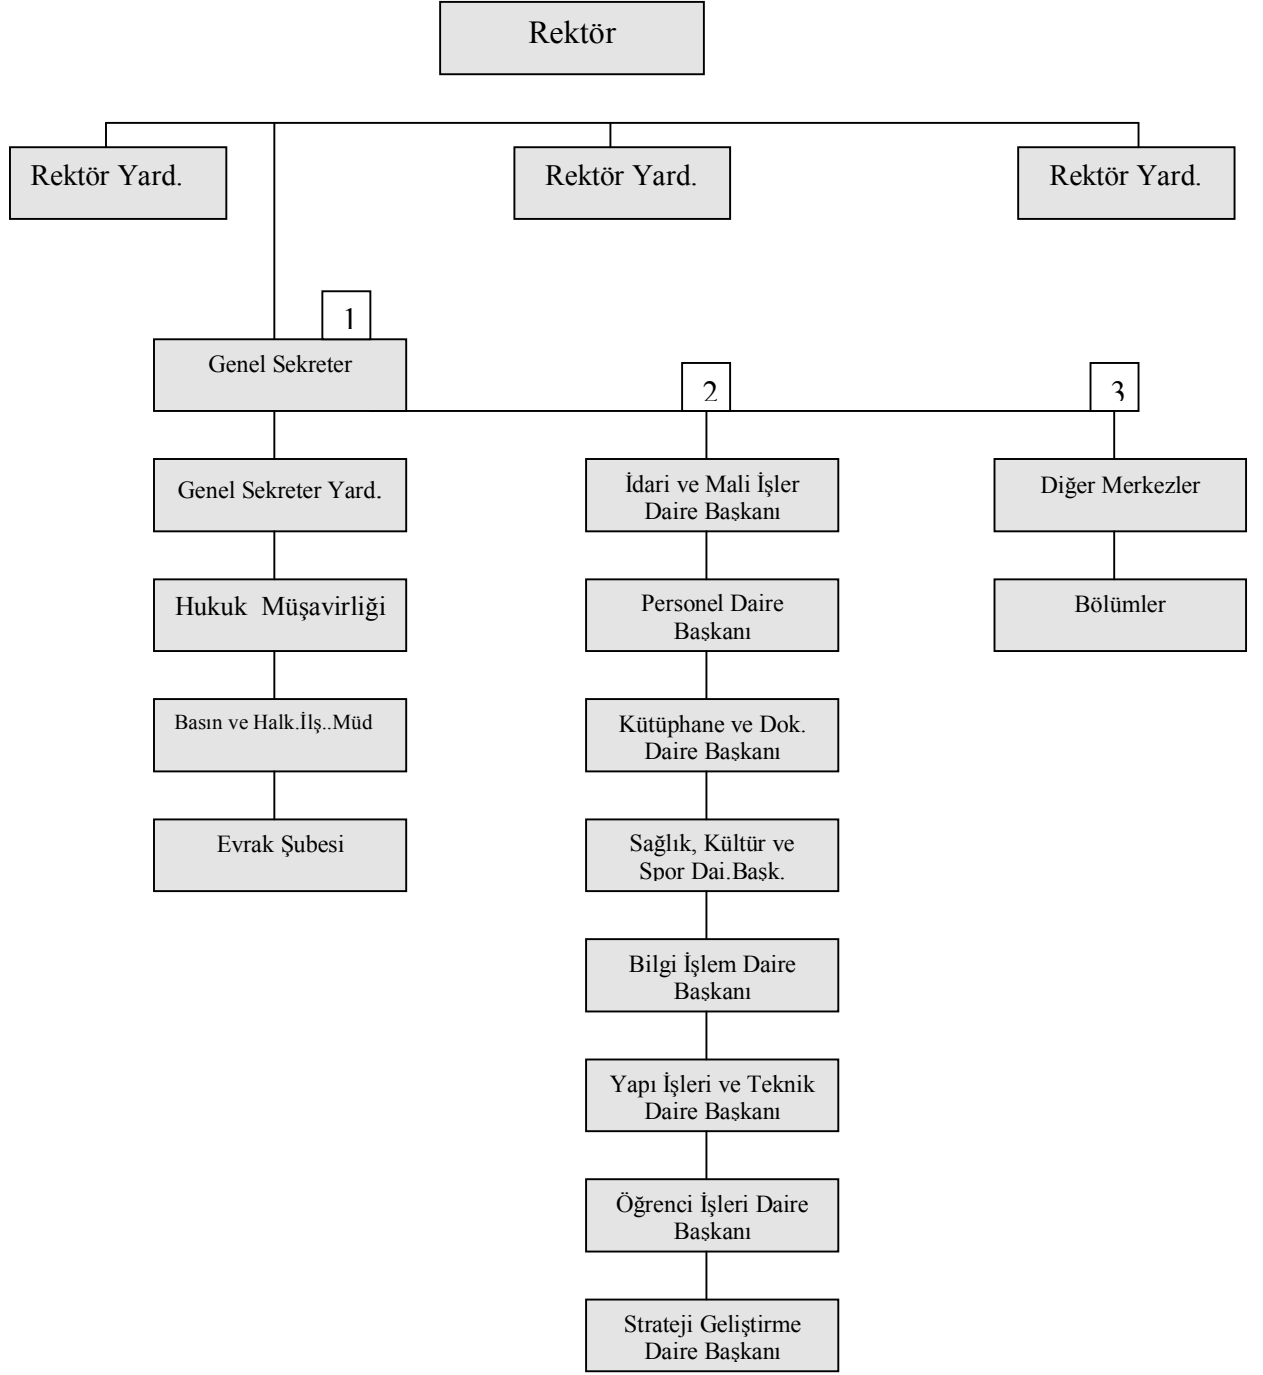 Rektör
Rektör Yard.
Rektör Yard.
Rektör Yard.
1
Genel Sekreter
2
3
Genel Sekreter Yard.
Hukuk Müşavirliği
Basın ve Halk.İlş..Müd
Evrak Şubesi
İdari ve Mali İşler
Daire Başkanı
Personel Daire
Başkanı
Kütüphane ve Dok.
Daire Başkanı
Sağlık, Kültür ve
Spor Dai.Başk.
Bilgi İşlem Daire
Başkanı
Yapı İşleri ve Teknik
Daire Başkanı
Öğrenci İşleri Daire
Başkanı
Strateji Geliştirme
Daire Başkanı
Diğer Merkezler
Bölümler